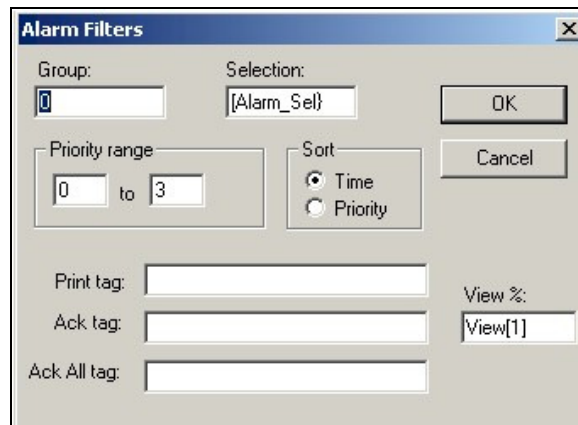 Alarm Filters
Group:
Selection:
0
[Alarm_Sel}
OK
Priority range
0 to 3
Sort
Time
Priority
Cancel
Print tag:
Ack tag:
Ack All tag:
View %:
View[1]